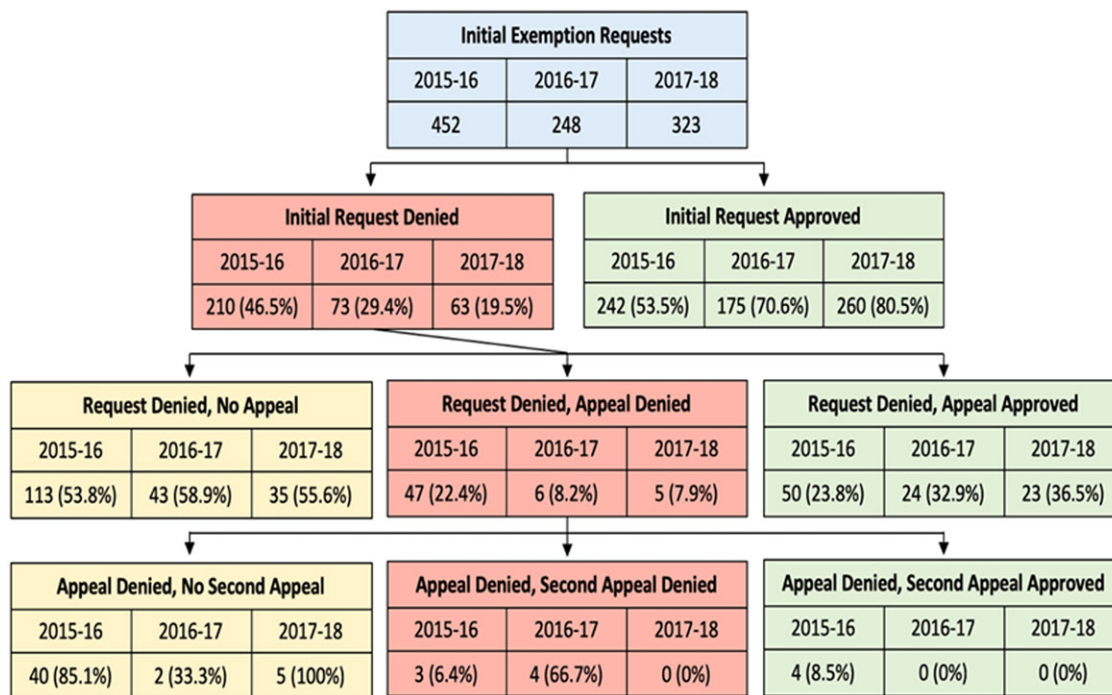 Initial Exemption Requests
2015-16 2016-17 2017-18
452 248 323
Initial Request Denied
2015-16 2016-17 2017-18
210 (46.5%) 73 (29.4%) 63 (19.5%)
Initial Request Approved
2015-16 2016-17 2017-18
242 (53.5%) 175 (70.6%) 260 (80.5%)
Request Denied, No Appeal
2015-16 2016-17 2017-18
113 (53.8%) 43 (58.9%) 35 (55.6%)
Request Denied, Appeal Denied
2015-16 2016-17 2017-18
47 (22.4%) 6 (8.2%) 5 (7.9%)
Request Denied, Appeal Approved
2015-16 2016-17 2017-18
50 (23.8%) 24 (32.9%) 23 (36.5%)
Appeal Denied, No Second Appeal
2015-16 2016-17 2017-18
40 (85.1%) 2 (33.3%) 5 (100%)
Appeal Denied, Second Appeal Denied
2015-16 2016-17 2017-18
3 (6.4%) 4 (66.7%) 0 (0%)
Appeal Denied, Second Appeal Approved
2015-16 2016-17 2017-18
4 (8.5%) 0 (0%) 0 (0%)